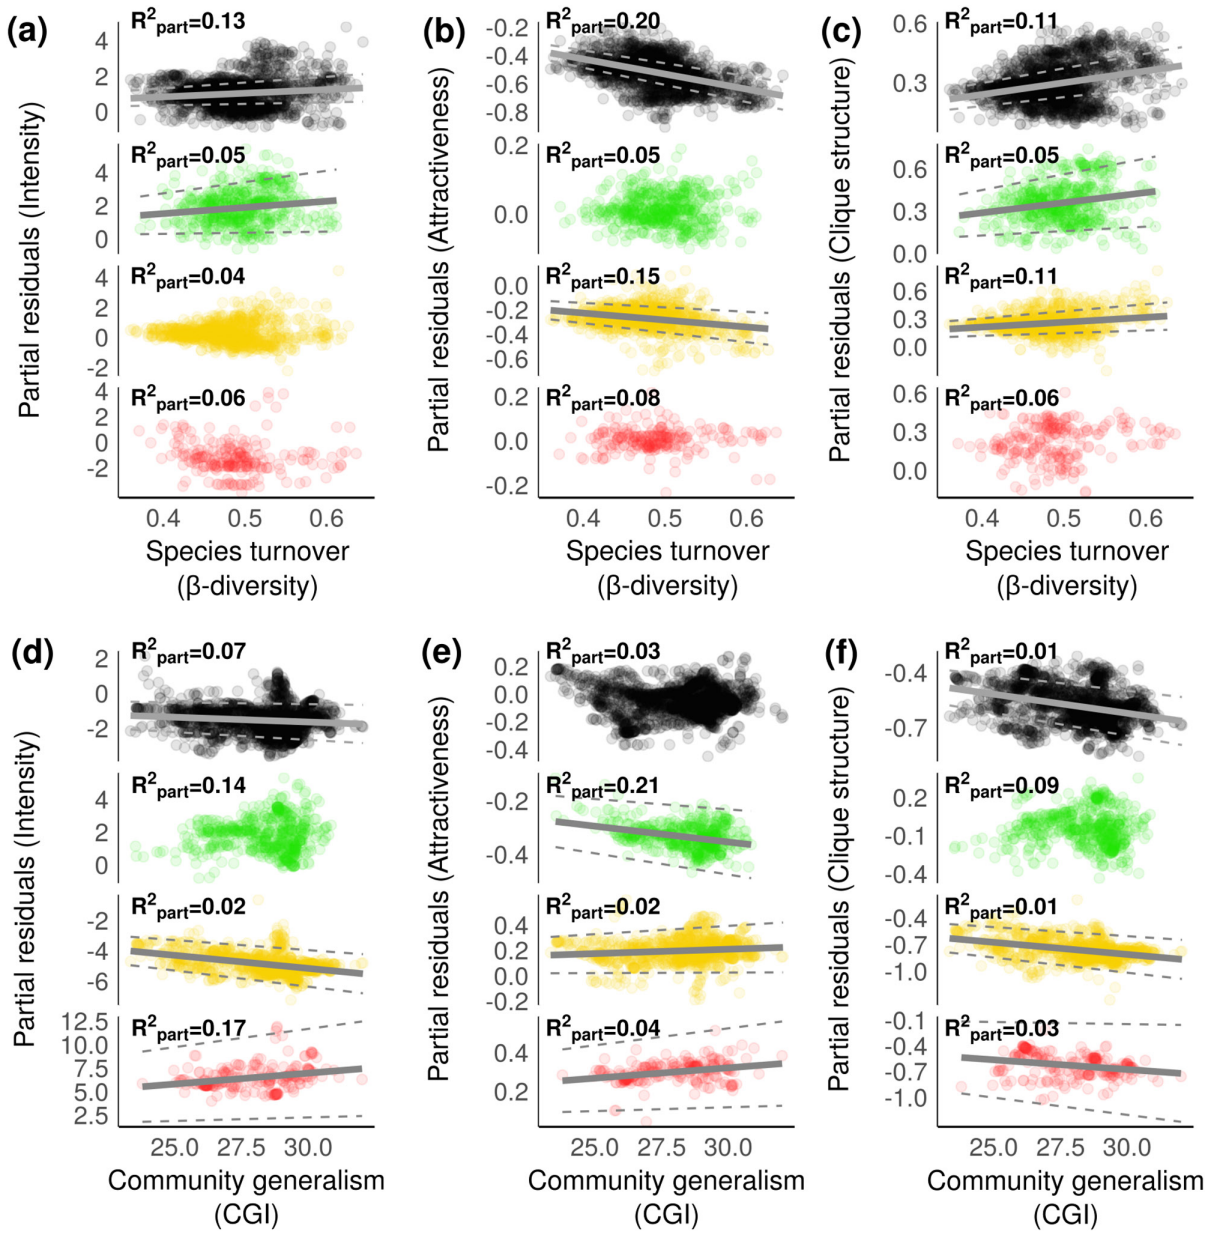 (a)
R²part=0.13
4
2
0
R²part=0.05
4
2
0
R²part=0.04
4
2
0
-2
R²part=0.06
4
2
0
-2
Partial residuals (Intensity)
0.4 0.5 0.6
Species turnover
(β-diversity)
(b)
R²part=0.20
-0.2
-0.4
-0.6
-0.8
R²part=0.05
0.2
0.0
R²part=0.15
0.0
-0.2
-0.4
-0.6
R²part=0.08
0.2
0.0
-0.2
Partial residuals (Attractiveness)
0.4 0.5 0.6
Species turnover
(β-diversity)
(c)
R²part=0.11
0.6
0.3
R²part=0.05
0.6
0.3
0.0
R²part=0.11
0.6
0.3
0.0
R²part=0.06
0.6
0.3
0.0
Partial residuals (Clique structure)
0.4 0.5 0.6
Species turnover
(β-diversity)
(d)
R²part=0.07
2
0
-2
R²part=0.14
4
2
0
R²part=0.02
-2
-4
-6
R²part=0.17
12.5
10.0
7.5
5.0
2.5
Partial residuals (Intensity)
25.0 27.5 30.0
Community generalism
(CGI)
(e)
R²part=0.03
0.2
0.0
-0.2
-0.4
R²part=0.21
-0.2
-0.4
R²part=0.02
0.4
0.2
0.0
-0.2
R²part=0.04
0.4
0.2
Partial residuals (Attractiveness)
25.0 27.5 30.0
Community generalism
(CGI)
(f)
R²part=0.01
-0.4
-0.7
R²part=0.09
0.2
-0.1
-0.4
R²part=0.01
-0.4
-0.7
-1.0
R²part=0.03
-0.1
-0.4
-0.7
-1.0
Partial residuals (Clique structure)
25.0 27.5 30.0
Community generalism
(CGI)